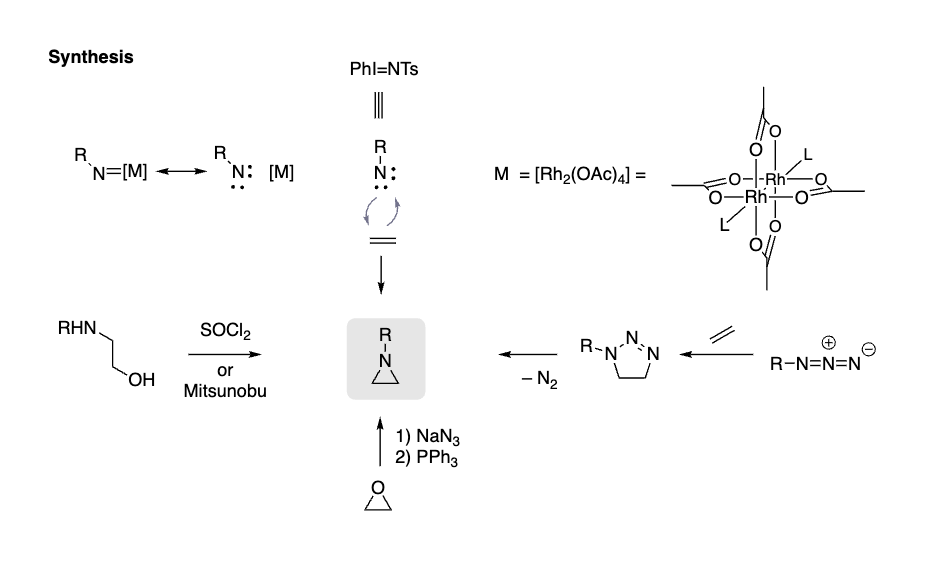 Synthesis
PhI=NTs
R
N=[M]
R
N: [M]
R
N:
M = [Rh₂(OAc)₄] =
O
O
L
O
Rh
O
O
Rh
O
L
O
O
RHN
OH
SOCl₂
or
Mitsunobu
R
N
– N₂
R
N
N
N
R–N=N=N
⊕
⊖
1) NaN₃
2) PPh₃
O